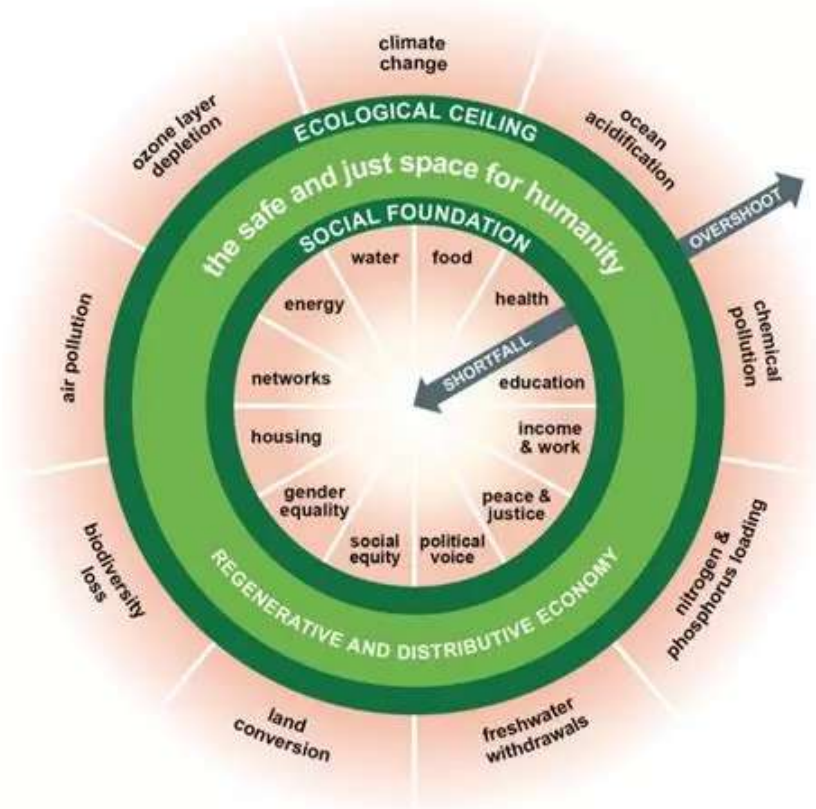 climate
change
ocean
acidification
chemical
pollution
nitrogen &
phosphorus loading
freshwater
withdrawals
land
conversion
biodiversity
loss
air pollution
ozone layer
depletion
ECOLOGICAL CEILING
the safe and just space for humanity
SOCIAL FOUNDATION
OVERSHOOT
SHORTFALL
water
food
health
education
income
& work
peace &
justice
political
voice
social
equity
gender
equality
housing
networks
energy
REGENERATIVE AND DISTRIBUTIVE ECONOMY